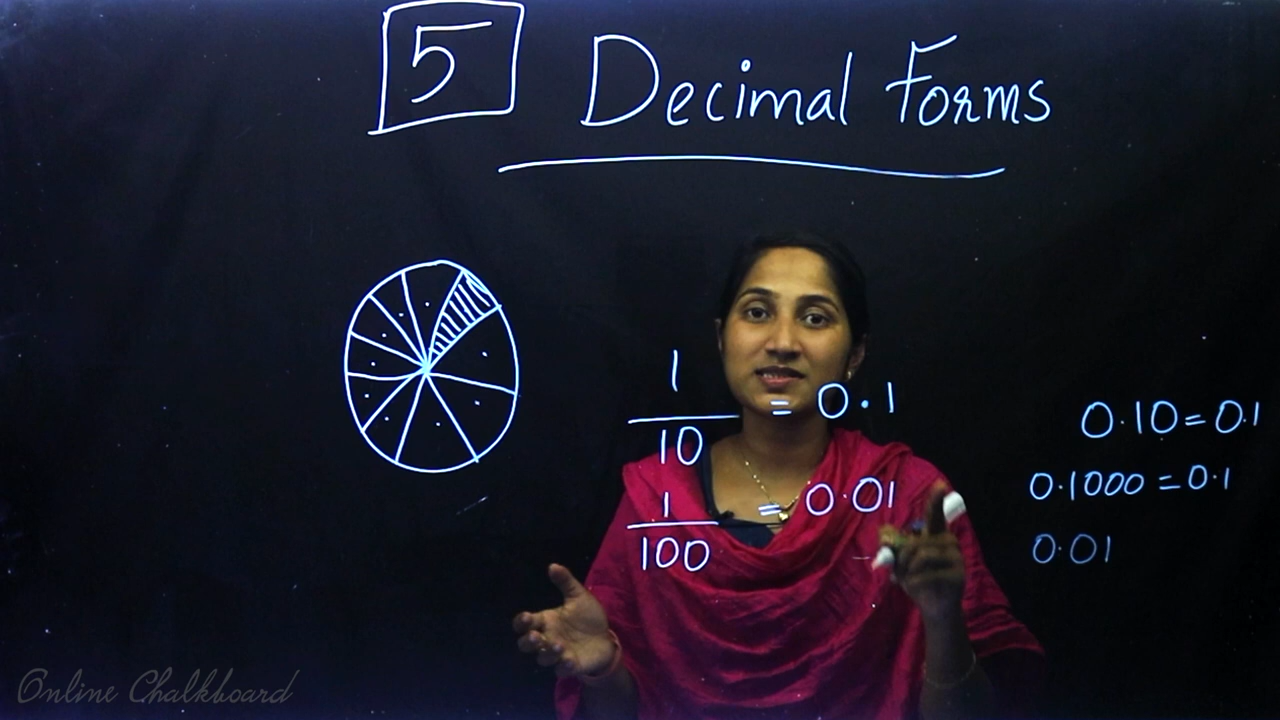 5 Decimal Forms
1/10 = 0.1
1/100 = 0.01
0.10 = 0.1
0.1000 = 0.1
0.01
Online Chalkboard